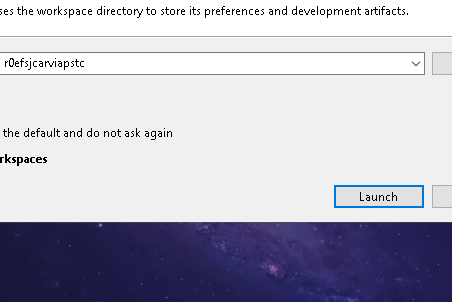 ses the workspace directory to store its preferences and development artifacts.
r0efsjcarviapstc
the default and do not ask again
rkspaces
Launch